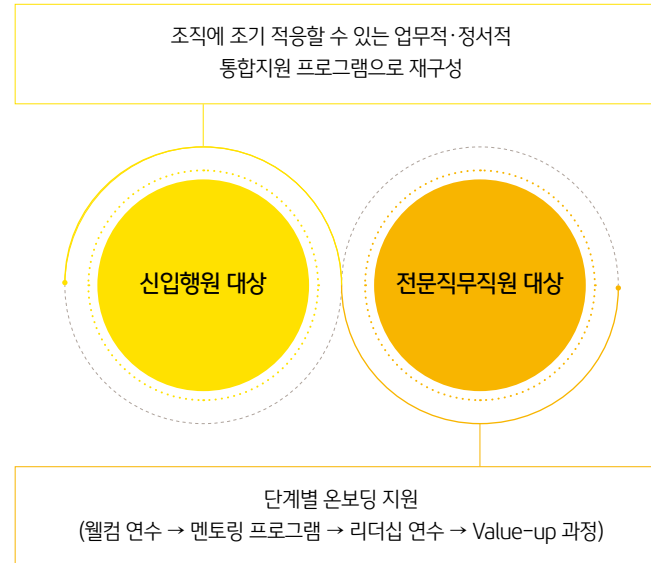 조직에 조기 적응할 수 있는 업무적·정서적
통합지원 프로그램으로 재구성
신입행원 대상
전문직무직원 대상
단계별 온보딩 지원
(웰컴 연수 → 멘토링 프로그램 → 리더십 연수 → Value-up 과정)